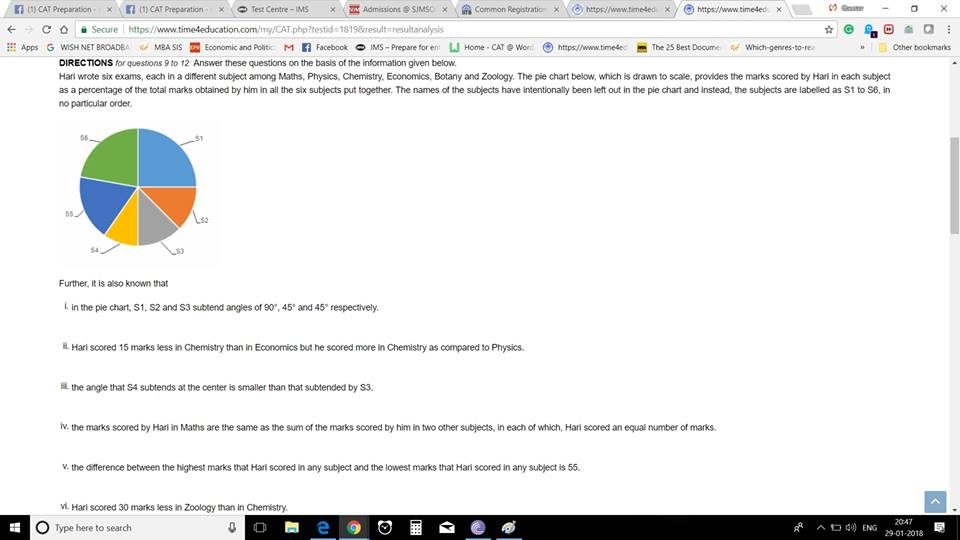 (1) CAT Preparation -
(1) CAT Preparation -
Test Centre – IMS
Admissions @ SJMSO
Common Registration
https://www.time4ed
https://www.time4ed
Secure
https://www.time4education.com/my/CAT.php?testid=1819&result=resultanalysis
Apps
WISH NET BROADBA
MBA SIS
Economic and Politic
Facebook
IMS – Prepare for ent
Home - CAT @ Word
https://www.time4ed
The 25 Best Docume
Which-genres-to-rea
»
Other bookmarks
DIRECTIONS for questions 9 to 12: Answer these questions on the basis of the information given below.
Hari wrote six exams, each in a different subject among Maths, Physics, Chemistry, Economics, Botany and Zoology. The pie chart below, which is drawn to scale, provides the marks scored by Hari in each subject
as a percentage of the total marks obtained by him in all the six subjects put together. The names of the subjects have intentionally been left out in the pie chart and instead, the subjects are labelled as S1 to S6, in
no particular order.
S6
S1
55
S2
S4
S3
Further, it is also known that
i. in the pie chart, S1, S2 and S3 subtend angles of 90°, 45° and 45° respectively.
ii. Hari scored 15 marks less in Chemistry than in Economics but he scored more in Chemistry as compared to Physics.
iii. the angle that S4 subtends at the center is smaller than that subtended by S3.
iv. the marks scored by Hari in Maths are the same as the sum of the marks scored by him in two other subjects, in each of which, Hari scored an equal number of marks.
v. the difference between the highest marks that Hari scored in any subject and the lowest marks that Hari scored in any subject is 55.
vi. Hari scored 30 marks less in Zoology than in Chemistry.
Type here to search
ENG
20:47
29-01-2018